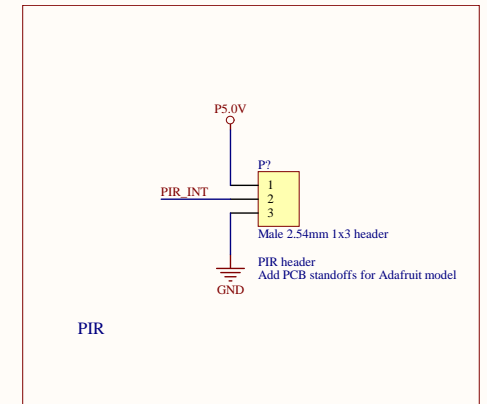 P5.0V
P?
1
PIR_INT
2
3
Male 2.54mm 1x3 header
PIR header
Add PCB standoffs for Adafruit model
GND
PIR